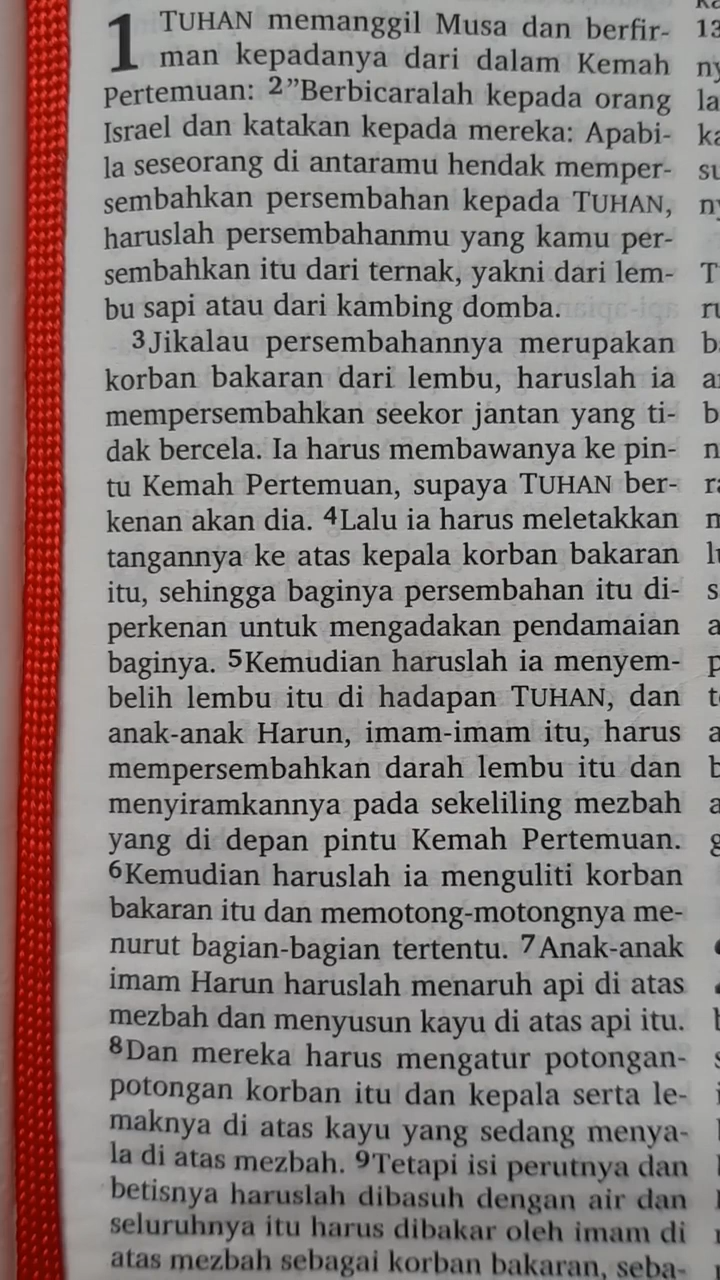 1 TUHAN memanggil Musa dan berfir-
man kepadanya dari dalam Kemah
Pertemuan: 2"Berbicaralah kepada orang
Israel dan katakan kepada mereka: Apabi-
la seseorang di antaramu hendak memper-
sembahkan persembahan kepada TUHAN,
haruslah persembahanmu yang kamu per-
sembahkan itu dari ternak, yakni dari lem-
bu sapi atau dari kambing domba.
3Jikalau persembahannya merupakan
korban bakaran dari lembu, haruslah ia
mempersembahkan seekor jantan yang ti-
dak bercela. Ia harus membawanya ke pin-
tu Kemah Pertemuan, supaya TUHAN ber-
kenan akan dia. 4Lalu ia harus meletakkan
tangannya ke atas kepala korban bakaran
itu, sehingga baginya persembahan itu di-
perkenan untuk mengadakan pendamaian
baginya. 5Kemudian haruslah ia menyem-
belih lembu itu di hadapan TUHAN, dan
anak-anak Harun, imam-imam itu, harus
mempersembahkan darah lembu itu dan
menyiramkannya pada sekeliling mezbah
yang di depan pintu Kemah Pertemuan.
6Kemudian haruslah ia menguliti korban
bakaran itu dan memotong-motongnya me-
nurut bagian-bagian tertentu. 7Anak-anak
imam Harun haruslah menaruh api di atas
mezbah dan menyusun kayu di atas api itu.
8Dan mereka harus mengatur potongan-
potongan korban itu dan kepala serta le-
maknya di atas kayu yang sedang menya-
la di atas mezbah. 9Tetapi isi perutnya dan
betisnya haruslah dibasuh dengan air dan
seluruhnya itu harus dibakar oleh imam di
atas mezbah sebagai korban bakaran, seba-